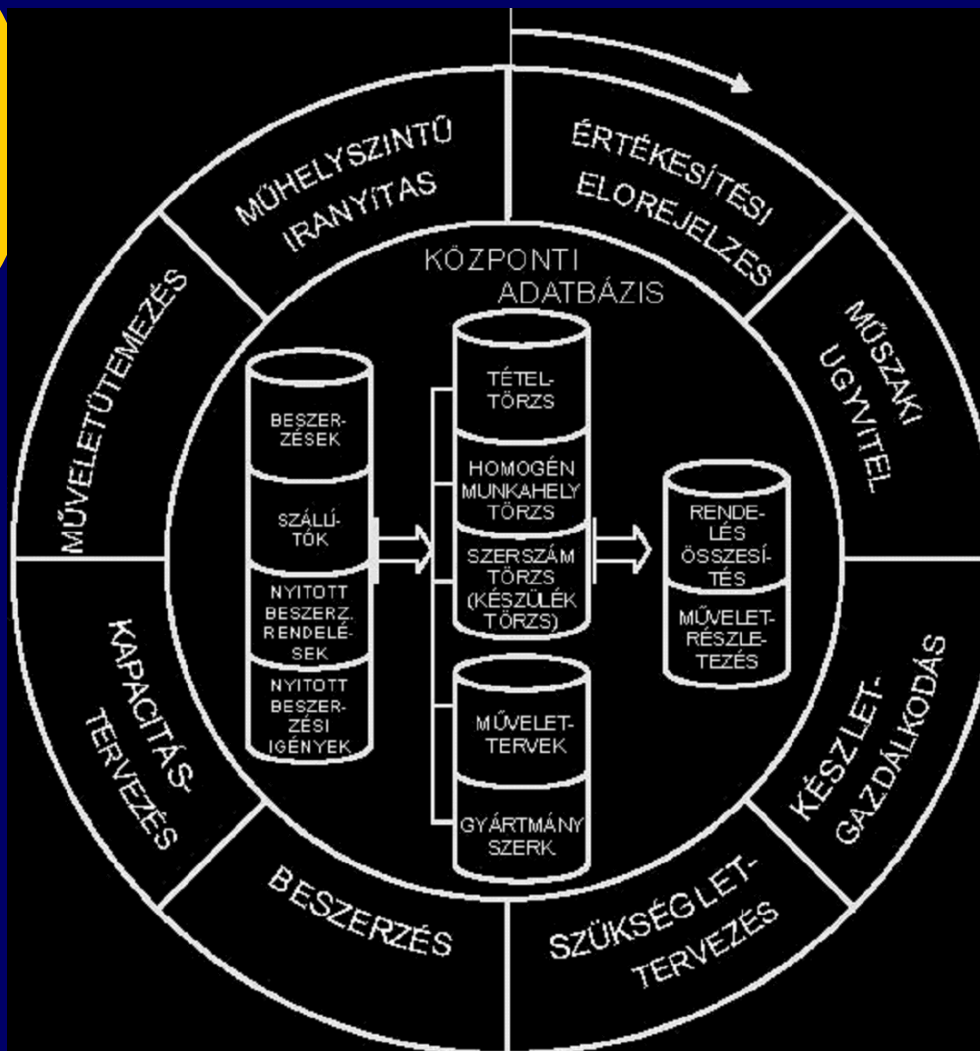 MŰHELYSZINTŰ
IRANYÍTAS
ÉRTÉKESÍTÉSI
ELOREJELZES
MŰSZAKI
UGYVITEL
KÉSZLET-
GAZDÁLKODÁS
SZÜKSÉGLET-
TERVEZÉS
BESZERZÉS
KAPACITÁS-
TERVEZÉS
MŰVELETÜTEMEZÉS
KÖZPONTI
ADATBÁZIS
BESZER-
ZÉSEK
SZÁLLÍ-
TÓK
NYITOTT
BESZERZ.
RENDELÉ-
SEK
NYITOTT
BESZER-
ZÉSI
IGÉNYEK
TÉTEL-
TÖRZS
HOMOGÉN
MUNKAHELY
TÖRZS
SZERSZÁM
TÖRZS
(KÉSZÜLÉK
TÖRZS)
MŰVELET-
TERVEK
GYÁRTMÁNY
SZERK.
RENDE-
LÉS
ÖSSZESÍ-
TÉS
MŰVELET-
RÉSZLE-
TEZÉS